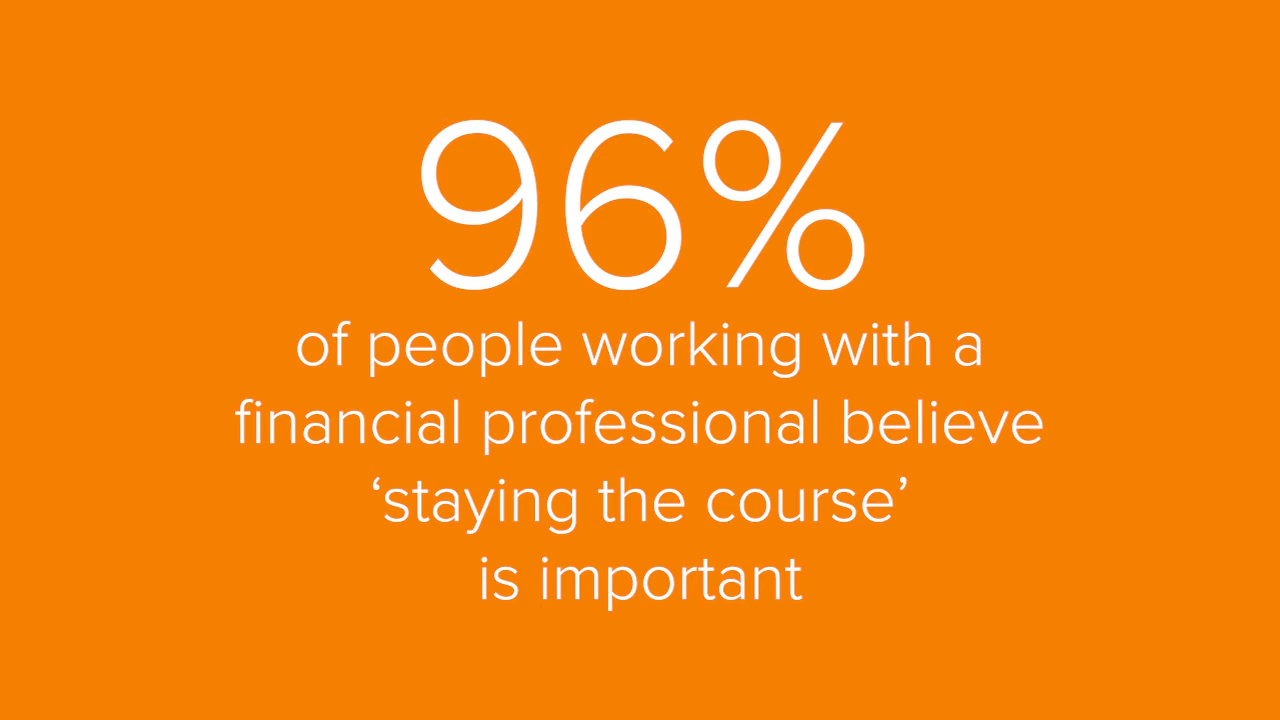 96%
of people working with a
financial professional believe
‘staying the course’
is important